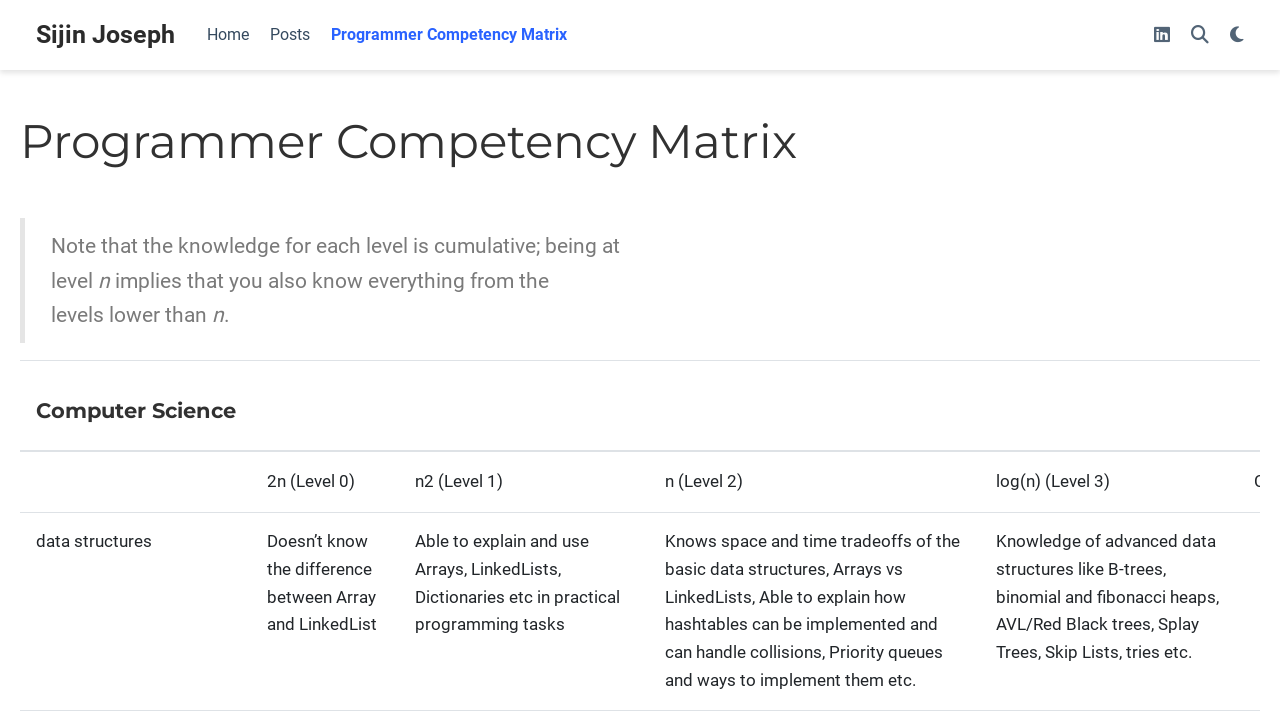 Sijin Joseph Home Posts Programmer Competency Matrix
Programmer Competency Matrix
Note that the knowledge for each level is cumulative; being at
level n implies that you also know everything from the
levels lower than n.
Computer Science
2n (Level 0) n2 (Level 1) n (Level 2) log(n) (Level 3)
data structures
Doesn’t know
the difference
between Array
and LinkedList
Able to explain and use
Arrays, LinkedLists,
Dictionaries etc in practical
programming tasks
Knows space and time tradeoffs of the
basic data structures, Arrays vs
LinkedLists, Able to explain how
hashtables can be implemented and
can handle collisions, Priority queues
and ways to implement them etc.
Knowledge of advanced data
structures like B-trees,
binomial and fibonacci heaps,
AVL/Red Black trees, Splay
Trees, Skip Lists, tries etc.